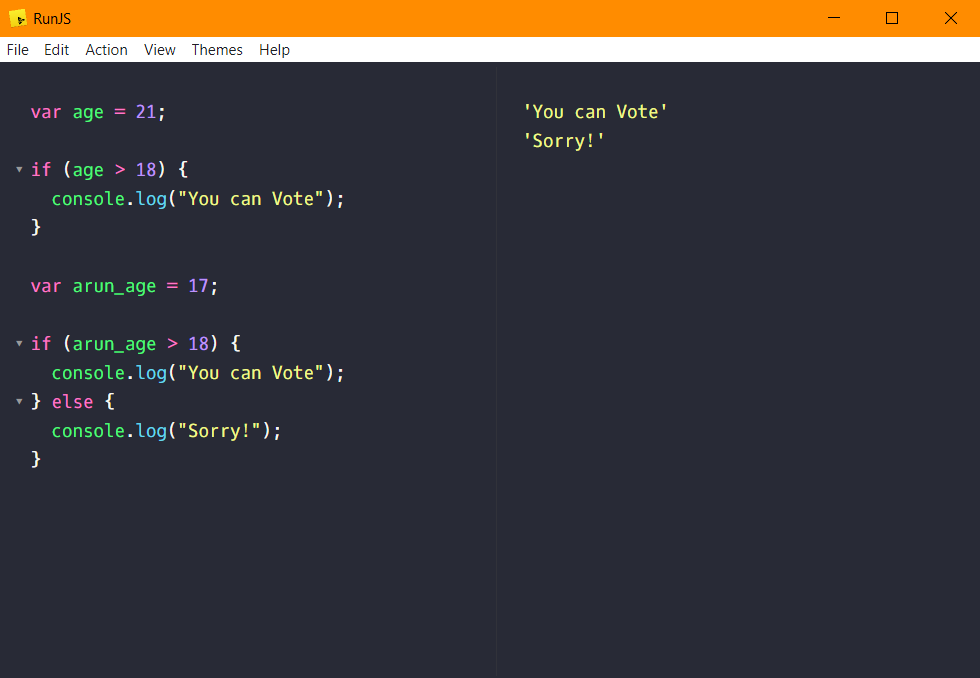 RunJS
File Edit Action View Themes Help
var age = 21;
if (age > 18) {
console.log("You can Vote");
}
var arun_age = 17;
if (arun_age > 18) {
console.log("You can Vote");
} else {
console.log("Sorry!");
}
'You can Vote'
'Sorry!'